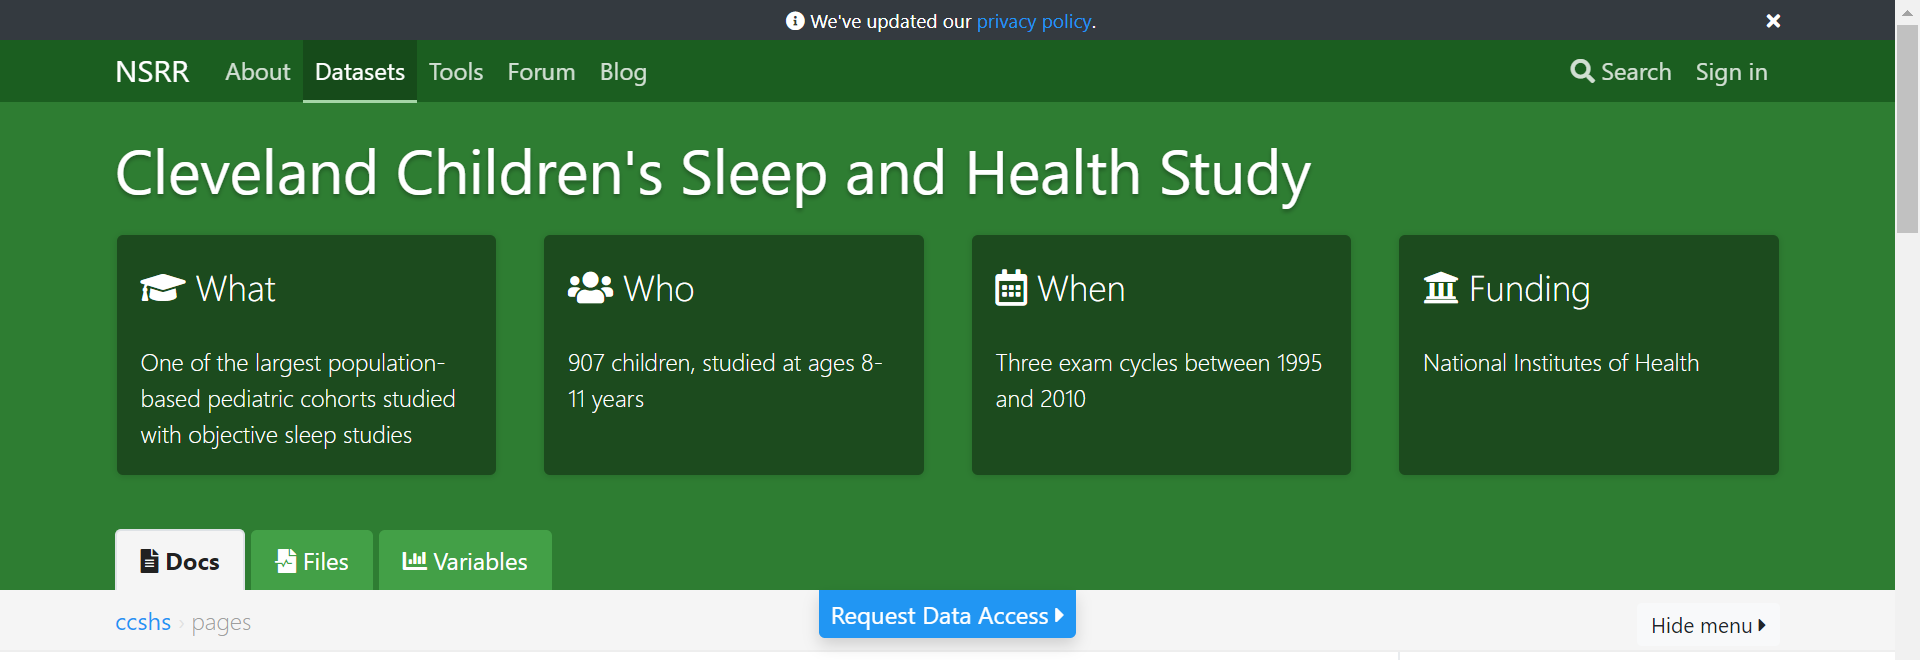 We've updated our privacy policy.
NSRR About Datasets Tools Forum Blog Search Sign in
Cleveland Children's Sleep and Health Study
What
One of the largest population-
based pediatric cohorts studied
with objective sleep studies
Who
907 children, studied at ages 8-
11 years
When
Three exam cycles between 1995
and 2010
Funding
National Institutes of Health
Docs Files Variables
ccshs › pages
Request Data Access
Hide menu